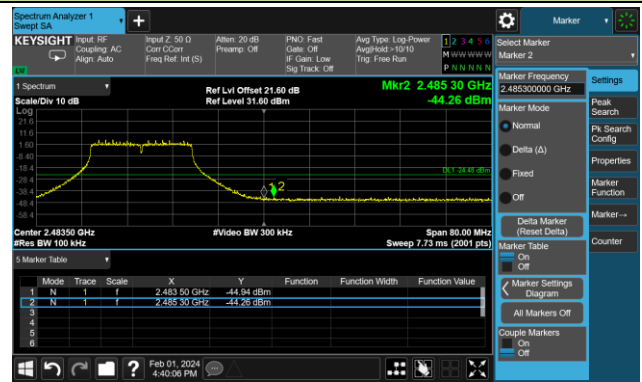 Spectrum Analyzer 1
Swept SA
+
Marker
KEYSIGHT
Input: RF
Coupling: AC
Align: Auto
Input Z: 50 Ω
Corr CCorr
Freq Ref: Int (S)
Atten: 20 dB
Preamp: Off
PNO: Fast
Gate: Off
IF Gain: Low
Sig Track: Off
Avg Type: Log-Power
Avg|Hold:>10/10
Trig: Free Run
1 2 3 4 5 6
M W W W W W
P N N N N N
LW
Select Marker
Marker 2
1 Spectrum
Scale/Div 10 dB
Log
Ref Lvl Offset 21.60 dB
Ref Level 31.60 dBm
Mkr2 2.485 30 GHz
-44.26 dBm
21.6
11.6
1.60
-8.40
-18.4
-28.4
-38.4
-48.4
-58.4
DL1 -24.48 dBm
2
Center 2.48350 GHz
#Res BW 100 kHz
#Video BW 300 kHz
Span 80.00 MHz
Sweep 7.73 ms (2001 pts)
5 Marker Table
Mode Trace Scale X Y Function Function Width Function Value
1 N 1 f 2.483 50 GHz -44.94 dBm
2 N 1 f 2.485 30 GHz -44.26 dBm
3
4
5
6
Marker Frequency
2.485300000 GHz
Marker Mode
Normal
Delta (Δ)
Fixed
Off
Delta Marker
(Reset Delta)
Marker Table
On
Off
Marker Settings
Diagram
All Markers Off
Couple Markers
On
Off
Settings
Peak
Search
Pk Search
Config
Properties
Marker
Function
Marker→
Counter
?
Feb 01, 2024
4:40:06 PM